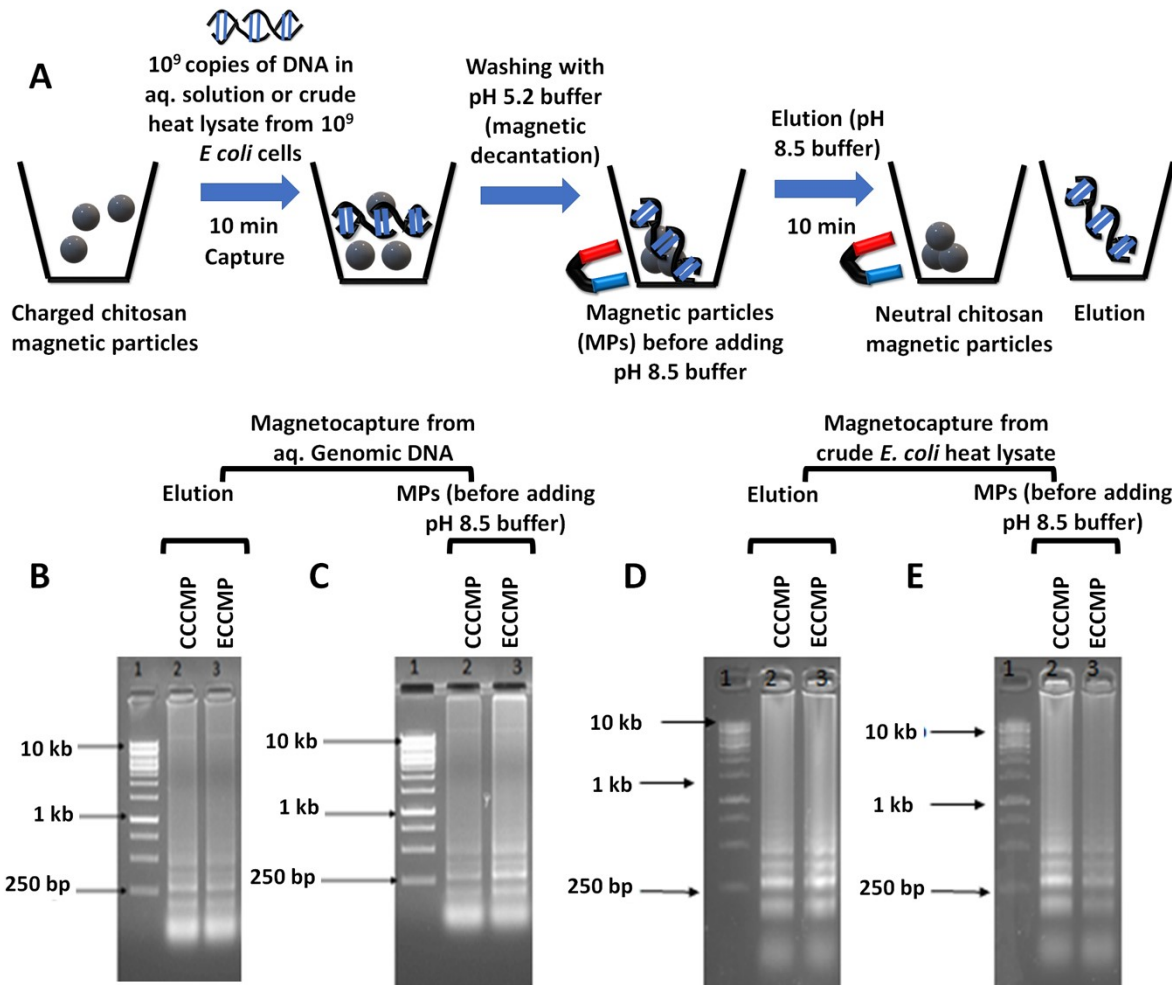 A
10⁹ copies of DNA in
aq. solution or crude
heat lysate from 10⁹
E coli cells
10 min
Capture
Washing with
pH 5.2 buffer
(magnetic
decantation)
Elution (pH
8.5 buffer)
10 min
Charged chitosan
magnetic particles
Magnetic particles
(MPs) before adding
pH 8.5 buffer
Neutral chitosan
magnetic particles
Elution
Magnetocapture from
aq. Genomic DNA
Elution
MPs (before adding
pH 8.5 buffer)
Magnetocapture from
crude E. coli heat lysate
Elution
MPs (before adding
pH 8.5 buffer)
B
CCCMP
ECCMP
1 2 3
10 kb
1 kb
250 bp
C
CCCMP
ECCMP
1 2 3
10 kb
1 kb
250 bp
D
CCCMP
ECCMP
1 2 3
10 kb
1 kb
250 bp
E
CCCMP
ECCMP
1 2 3
10 kb
1 kb
250 bp